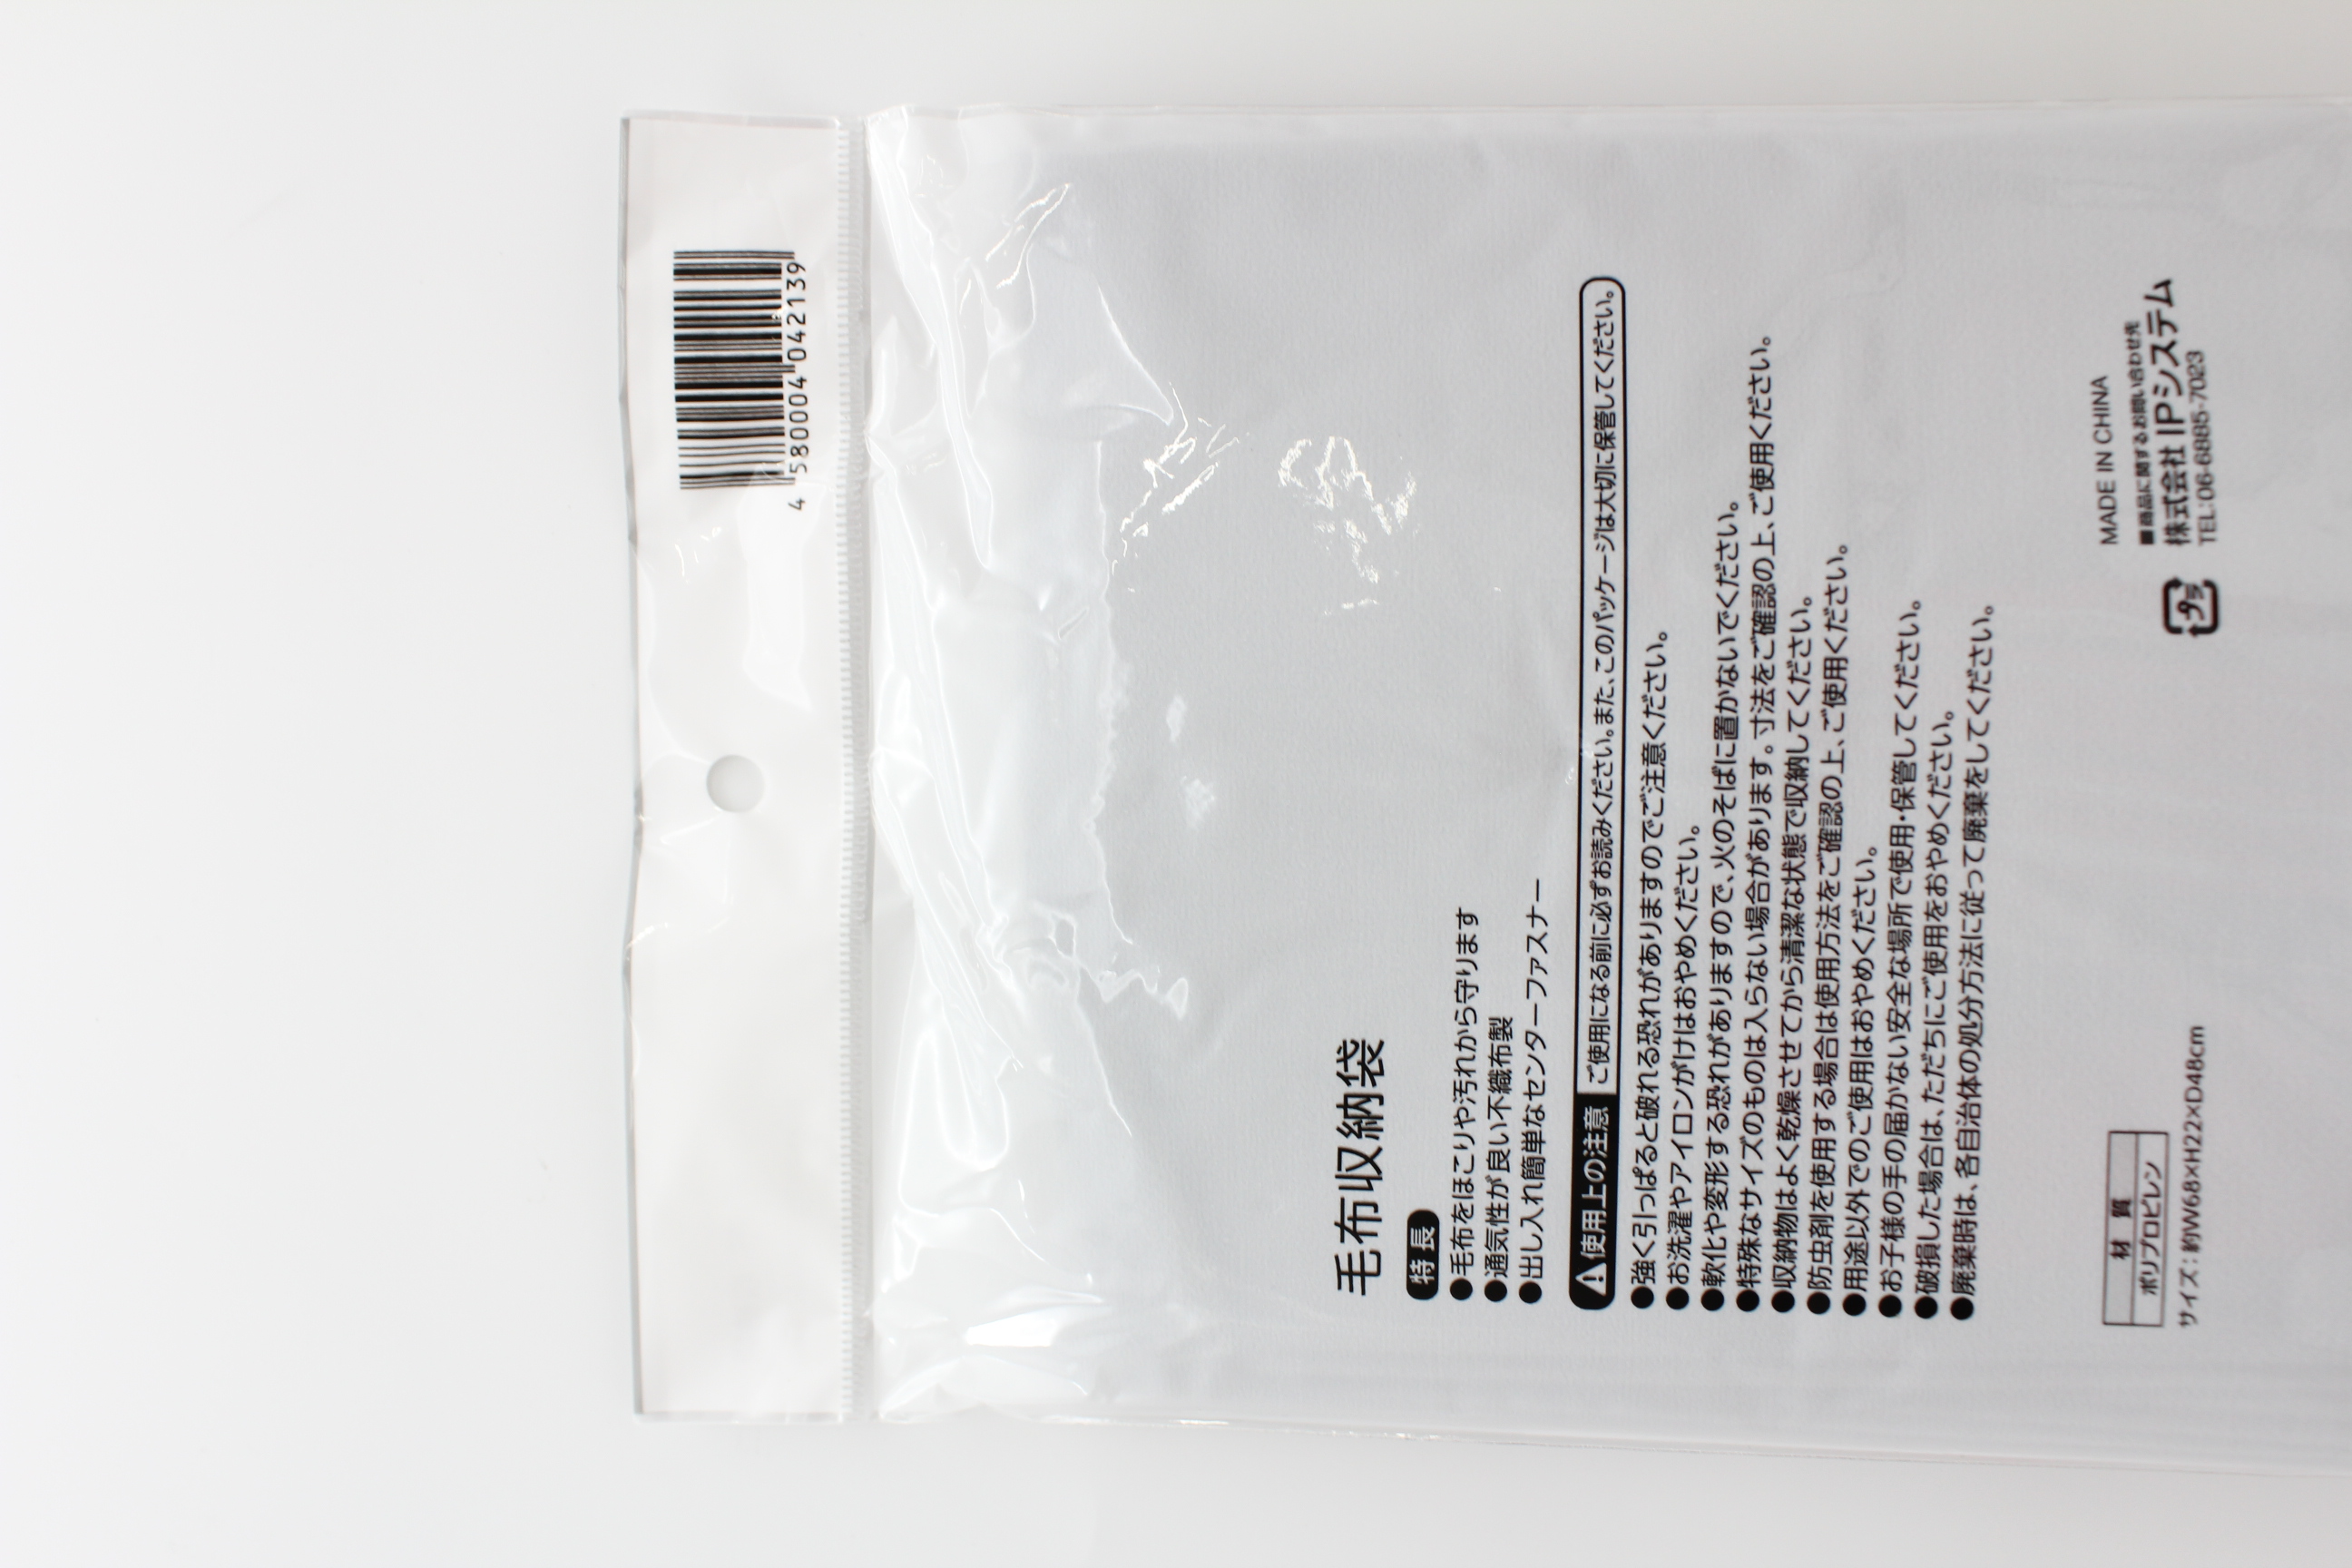 4 580004 042139
毛布収納袋
特長
●毛布をほこりや汚れから守ります
●通気性が良い不織布製
●出し入れ簡単なセンターファスナー
⚠使用上の注意 ご使用になる前に必ずお読みください。また、このパッケージは大切に保管してください。
●強く引っぱると破れる恐れがありますのでご注意ください。
●お洗濯やアイロンがけはおやめください。
●軟化や変形する恐れがありますので、火のそばに置かないでください。
●特殊なサイズのものは入らない場合があります。寸法をご確認の上、ご使用ください。
●収納物はよく乾燥させてから清潔な状態で収納してください。
●防虫剤を使用する場合は使用方法をご確認の上、ご使用ください。
●用途以外でのご使用はおやめください。
●お子様の手の届かない安全な場所で使用・保管してください。
●破損した場合は、ただちにご使用をおやめください。
●廃棄時は、各自治体の処分方法に従って廃棄をしてください。
材質
ポリプロピレン
サイズ：約W68×H22×D48cm
プラ
MADE IN CHINA
■商品に関するお問い合わせ先
株式会社 IPシステム
TEL:06-6885-7023